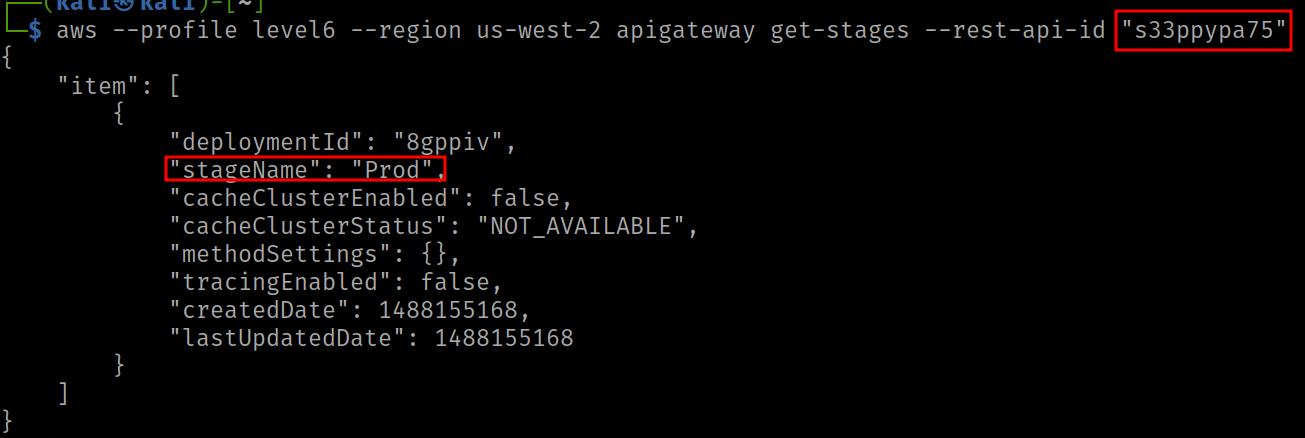 (kali㉿kali)-[~]
$ aws --profile level6 --region us-west-2 apigateway get-stages --rest-api-id "s33ppypa75"
{
    "item": [
        {
            "deploymentId": "8gppiv",
            "stageName": "Prod",
            "cacheClusterEnabled": false,
            "cacheClusterStatus": "NOT_AVAILABLE",
            "methodSettings": {},
            "tracingEnabled": false,
            "createdDate": 1488155168,
            "lastUpdatedDate": 1488155168
        }
    ]
}